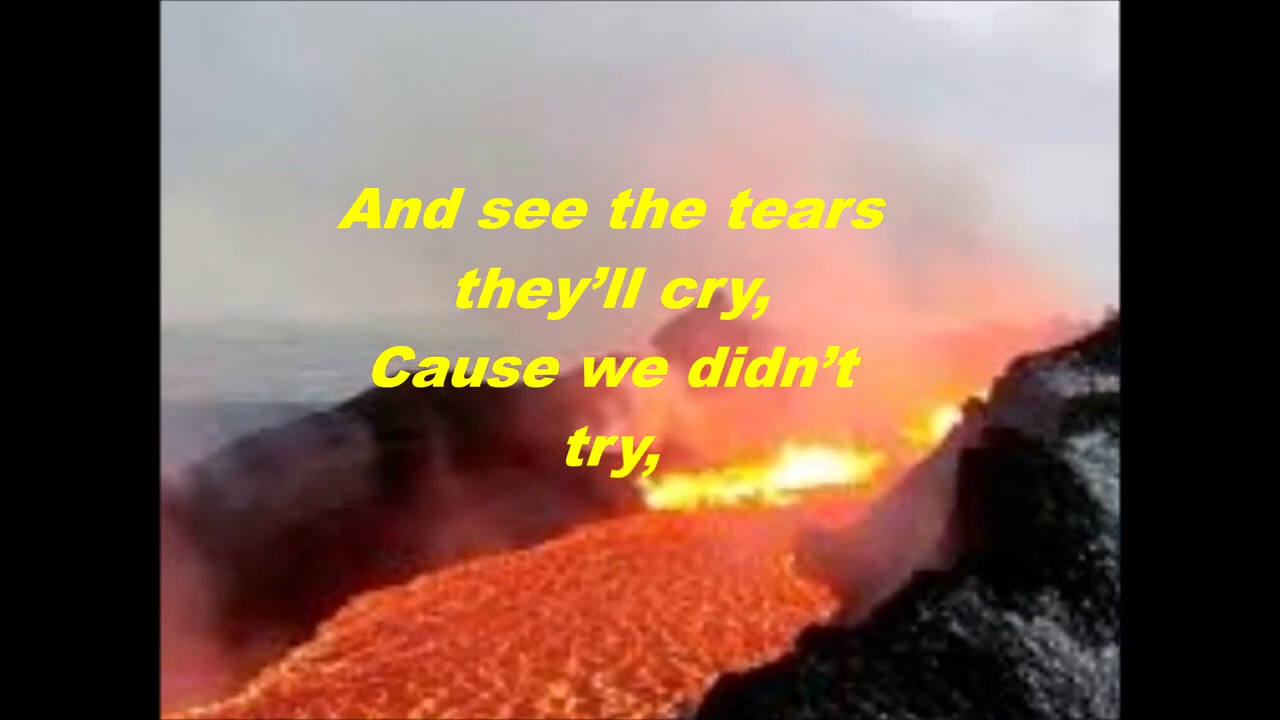 And see the tears
they’ll cry,
Cause we didn’t
try,